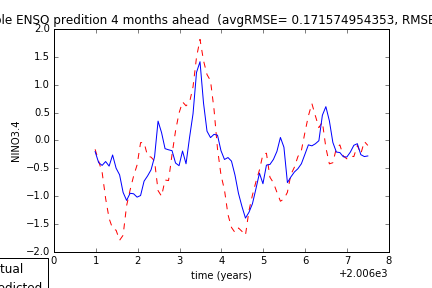 ENSO predition 4 months ahead (avgRMSE= 0.171574954353, RMSE
2.0
1.5
1.0
0.5
0.0
−0.5
−1.0
−1.5
−2.0
NINO3.4
0 1 2 3 4 5 6 7 8
time (years)
+2.006e3
tual
edicted